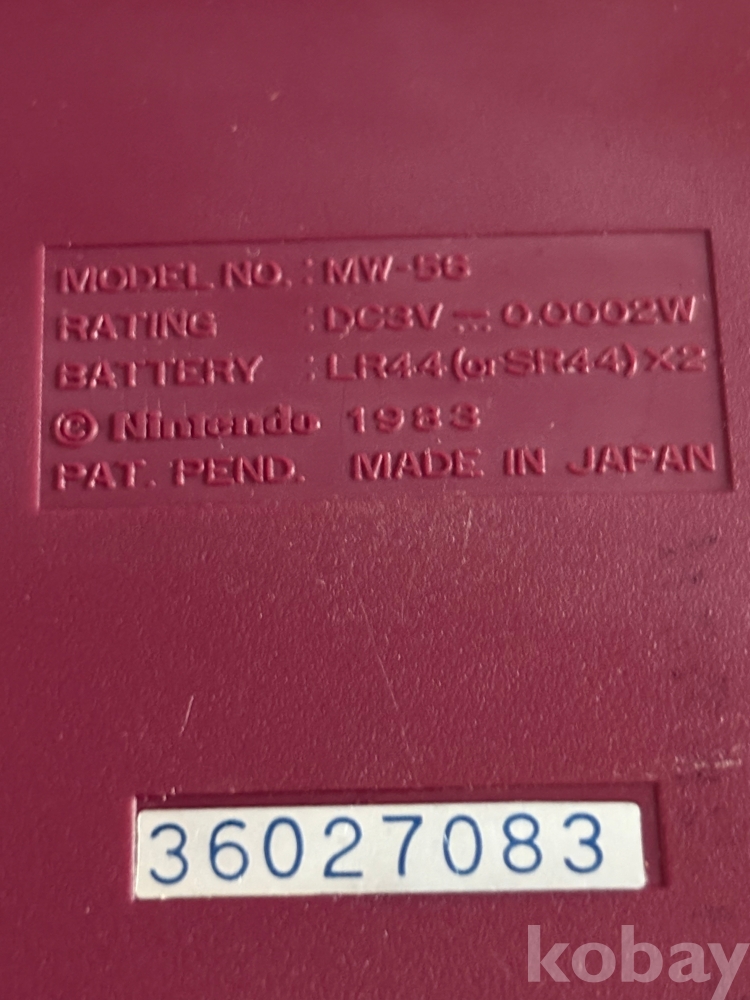 MODEL NO. : MW-56
RATING : DC3V ⎓ 0.0002W
BATTERY : LR44 (or SR44) X2
© Nintendo 1983
PAT. PEND. MADE IN JAPAN
36027083
kobay